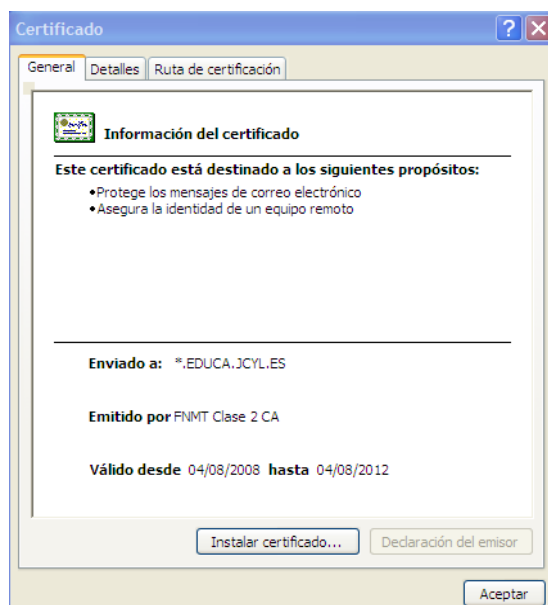 Certificado
General Detalles Ruta de certificación
Información del certificado
Este certificado está destinado a los siguientes propósitos:
•Protege los mensajes de correo electrónico
•Asegura la identidad de un equipo remoto
Enviado a: *.EDUCA.JCYL.ES
Emitido por FNMT Clase 2 CA
Válido desde 04/08/2008 hasta 04/08/2012
Instalar certificado... Declaración del emisor
Aceptar